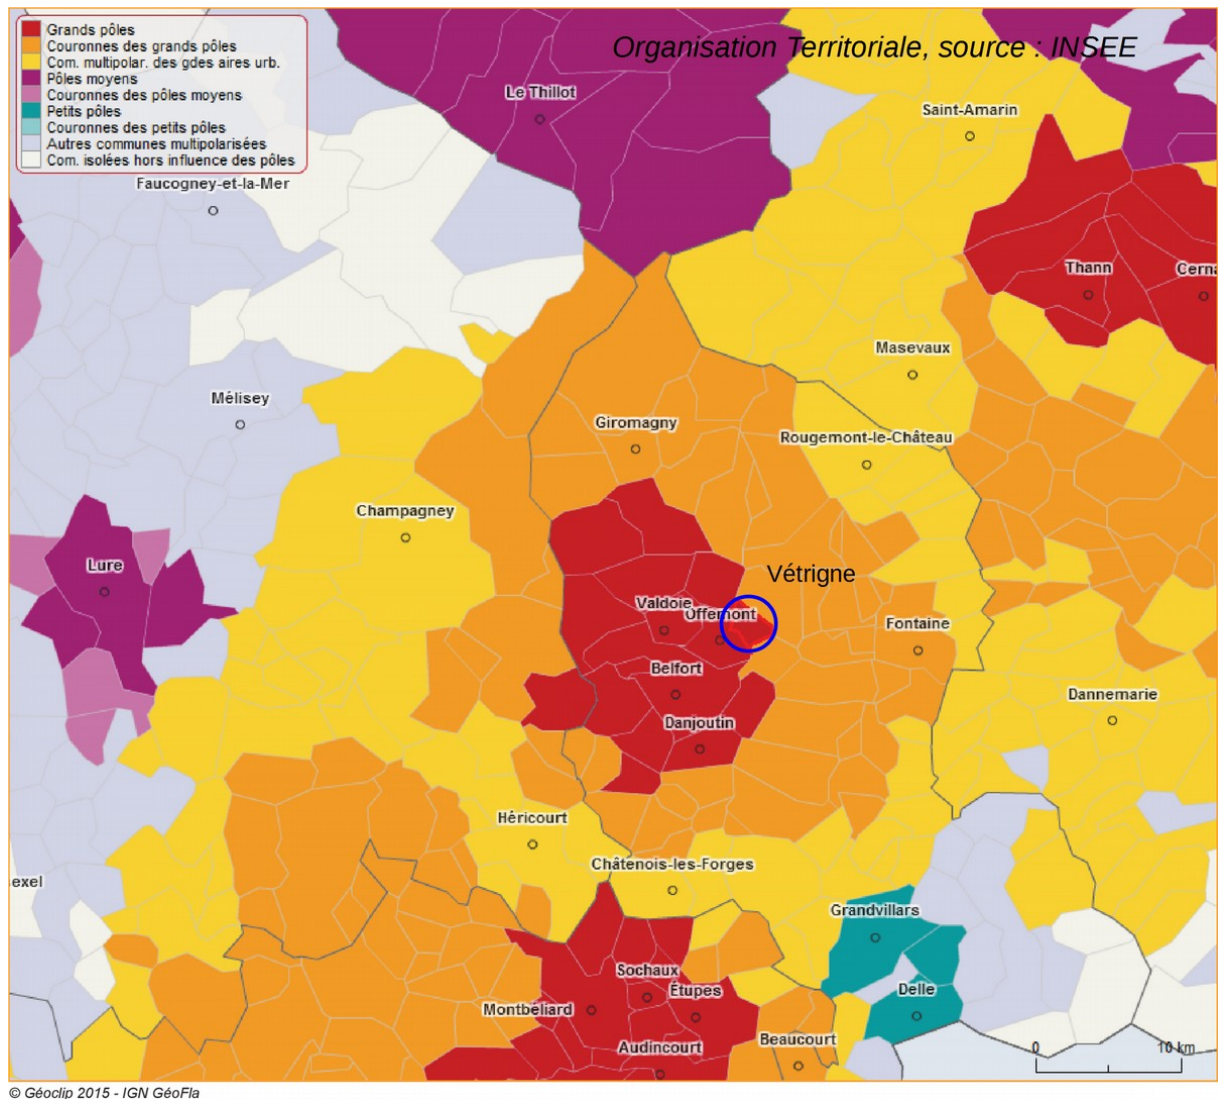 Grands pôles
Couronnes des grands pôles
Com. multipolar. des gdes aires urb.
Pôles moyens
Couronnes des pôles moyens
Petits pôles
Couronnes des petits pôles
Autres communes multipolarisées
Com. isolées hors influence des pôles
Organisation Territoriale, source : INSEE
Le Thillot
Saint-Amarin
Faucogney-et-la-Mer
Thann
Cerna
Masevaux
Mélisey
Giromagny
Rougemont-le-Château
Champagney
Lure
Vétrigne
Valdoie
Offemont
Fontaine
Belfort
Dannemarie
Danjoutin
Héricourt
Châtenois-les-Forges
exel
Grandvillars
Sochaux
Étupes
Delle
Montbéliard
Beaucourt
Audincourt
0 10 km
© Géoclip 2015 - IGN GéoFla